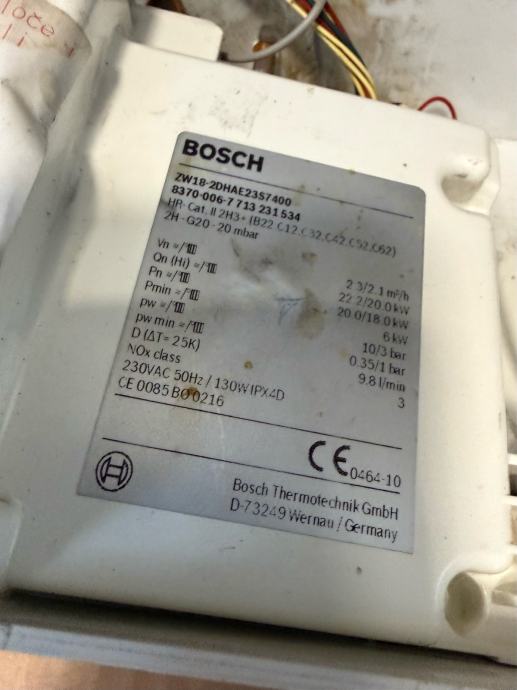 BOSCH
ZW18-2DHAE23S7400
8370-006-7 713 231 534
HR-Cat. II 2H3+ (B22,C12,C32,C42,C52,C62)
2H - G20 - 20 mbar
Vn 2.3/2.1 m³/h
Qn (Hi) 22.2/20.0 kW
Pn 20.0/18.0 kW
Pmin 6 kW
pw 10/3 bar
pw min 0.35/1 bar
D (ΔT= 25K) 9.8 l/min
NOx class 3
230VAC 50Hz / 130W IPX4D
CE 0085 BO 0216
CE 0464-10
Bosch Thermotechnik GmbH
D-73249 Wernau / Germany